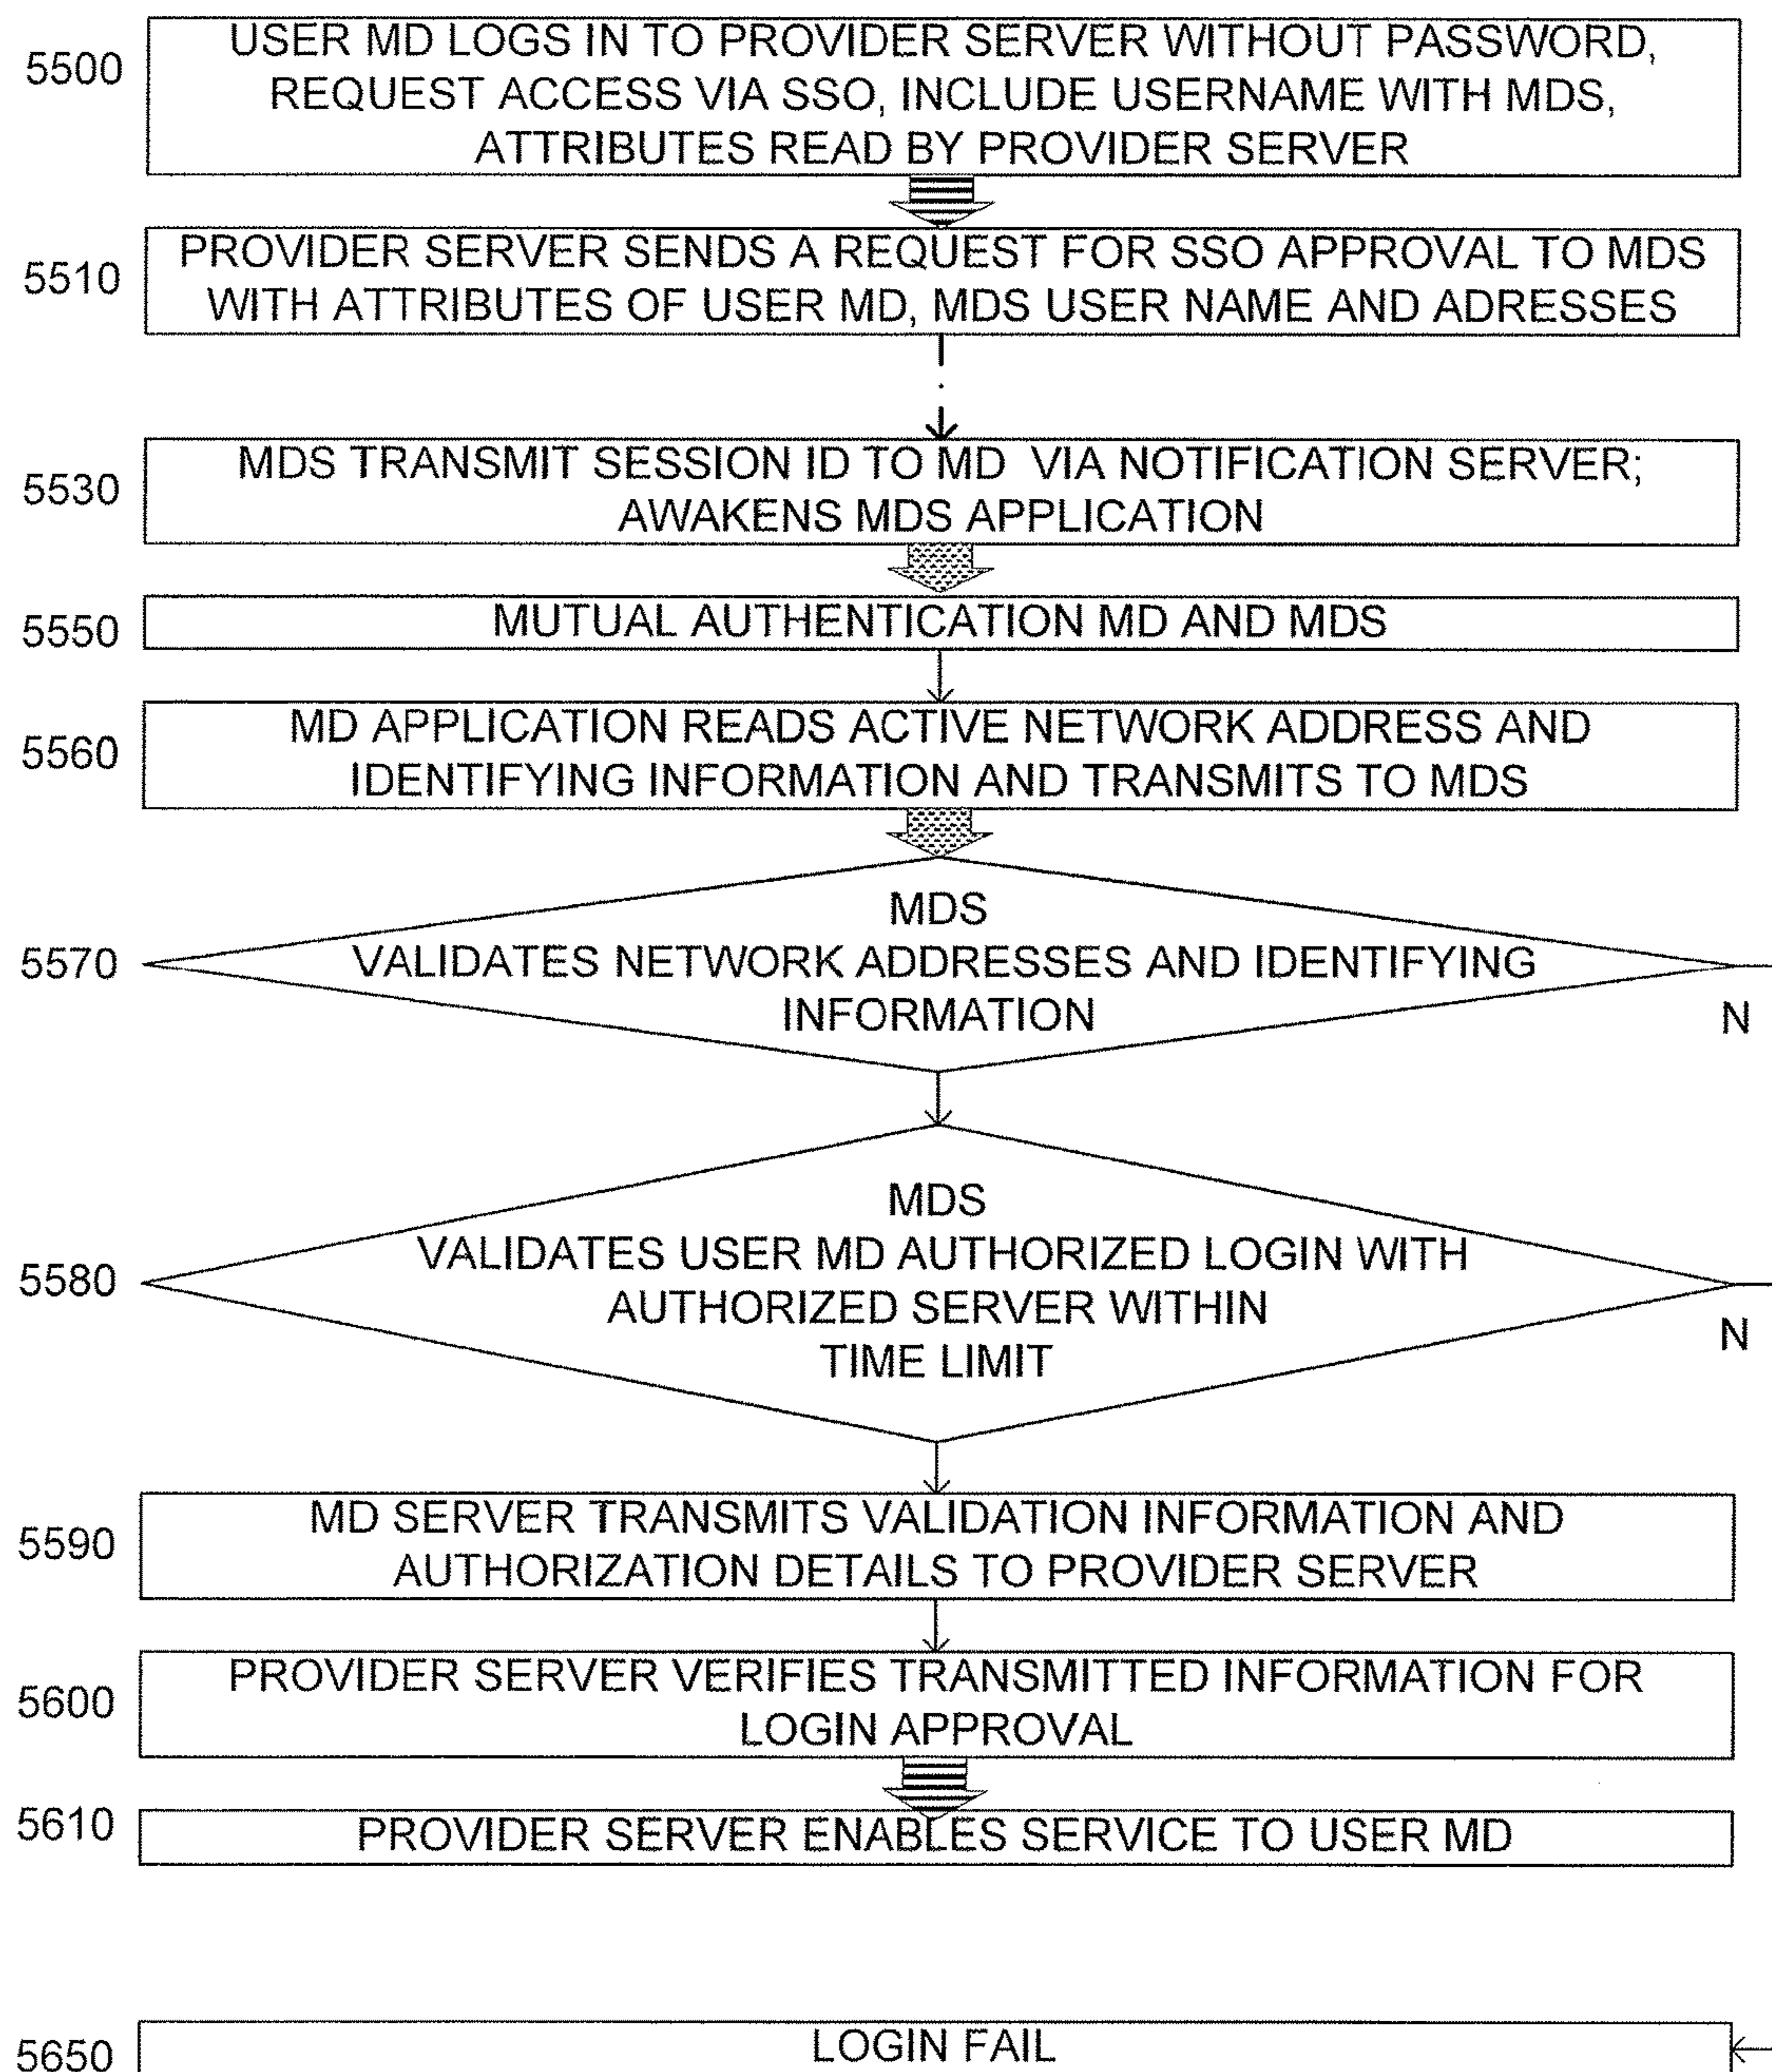 5500
USER MD LOGS IN TO PROVIDER SERVER WITHOUT PASSWORD,
REQUEST ACCESS VIA SSO, INCLUDE USERNAME WITH MDS,
ATTRIBUTES READ BY PROVIDER SERVER
5510
PROVIDER SERVER SENDS A REQUEST FOR SSO APPROVAL TO MDS
WITH ATTRIBUTES OF USER MD, MDS USER NAME AND ADRESSES
5530
MDS TRANSMIT SESSION ID TO MD VIA NOTIFICATION SERVER;
AWAKENS MDS APPLICATION
5550
MUTUAL AUTHENTICATION MD AND MDS
5560
MD APPLICATION READS ACTIVE NETWORK ADDRESS AND
IDENTIFYING INFORMATION AND TRANSMITS TO MDS
5570
MDS
VALIDATES NETWORK ADDRESSES AND IDENTIFYING
INFORMATION
N
5580
MDS
VALIDATES USER MD AUTHORIZED LOGIN WITH
AUTHORIZED SERVER WITHIN
TIME LIMIT
N
5590
MD SERVER TRANSMITS VALIDATION INFORMATION AND
AUTHORIZATION DETAILS TO PROVIDER SERVER
5600
PROVIDER SERVER VERIFIES TRANSMITTED INFORMATION FOR
LOGIN APPROVAL
5610
PROVIDER SERVER ENABLES SERVICE TO USER MD
5650
LOGIN FAIL